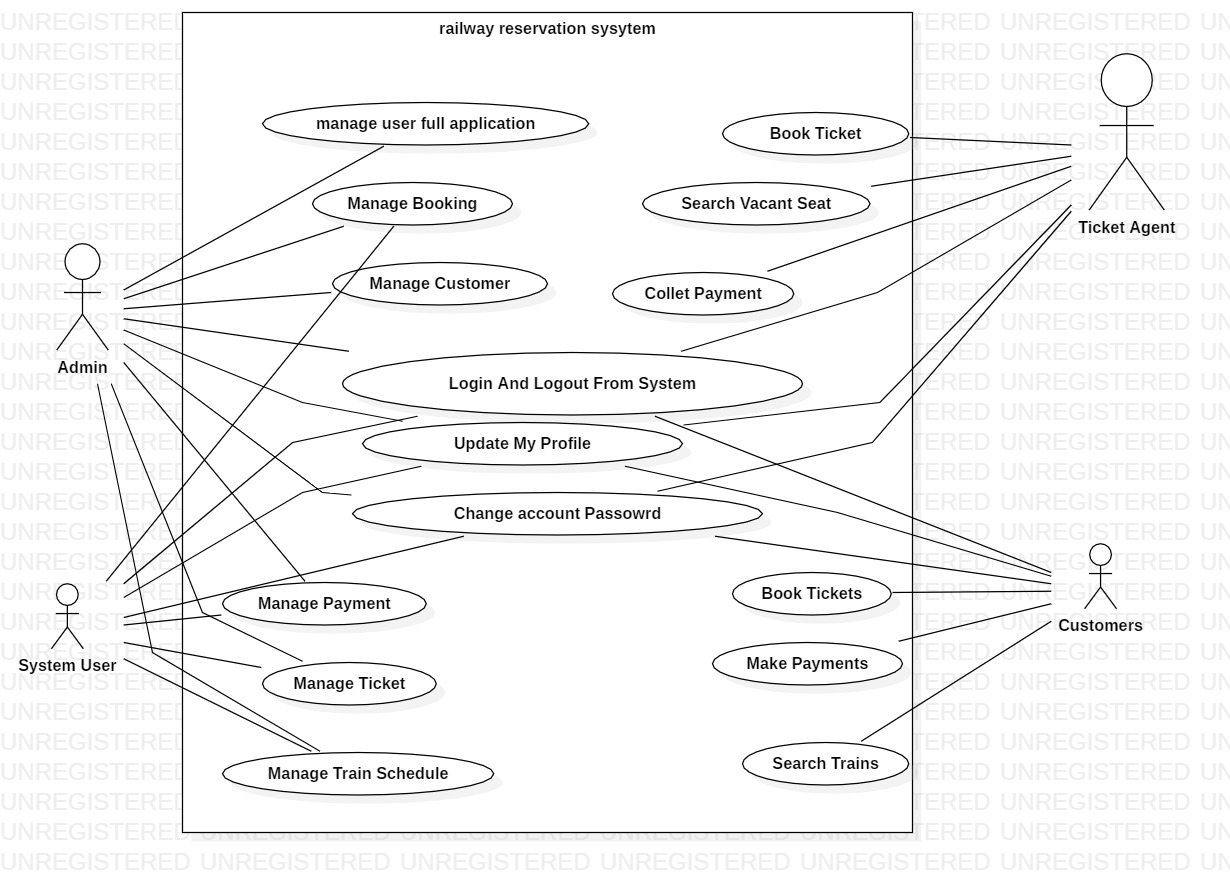 railway reservation sysytem
manage user full application
Book Ticket
Manage Booking
Search Vacant Seat
Ticket Agent
Manage Customer
Collet Payment
Admin
Login And Logout From System
Update My Profile
Change account Passowrd
Book Tickets
Manage Payment
Customers
System User
Make Payments
Manage Ticket
Search Trains
Manage Train Schedule
UNREGISTERED UNREGISTERED UNREGISTERED UNREGISTERED UNREGISTERED UNREGISTERED UN